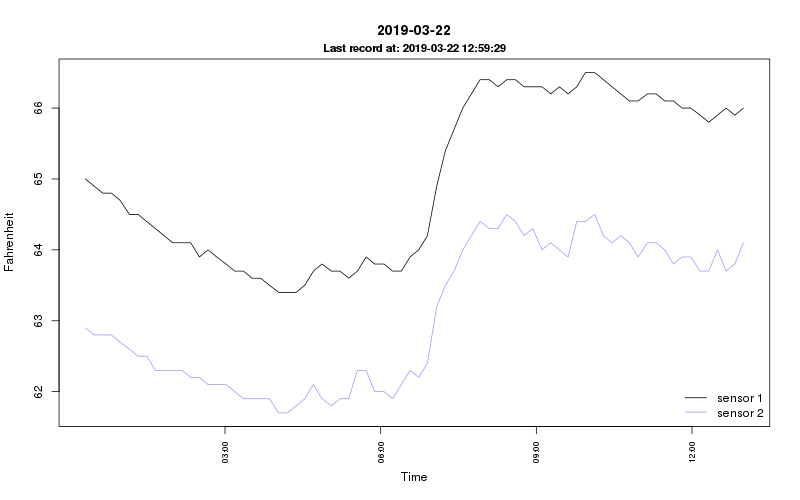 2019-03-22
Last record at: 2019-03-22 12:59:29
Fahrenheit
66
65
64
63
62
sensor 1
sensor 2
03:00
06:00
09:00
12:00
Time